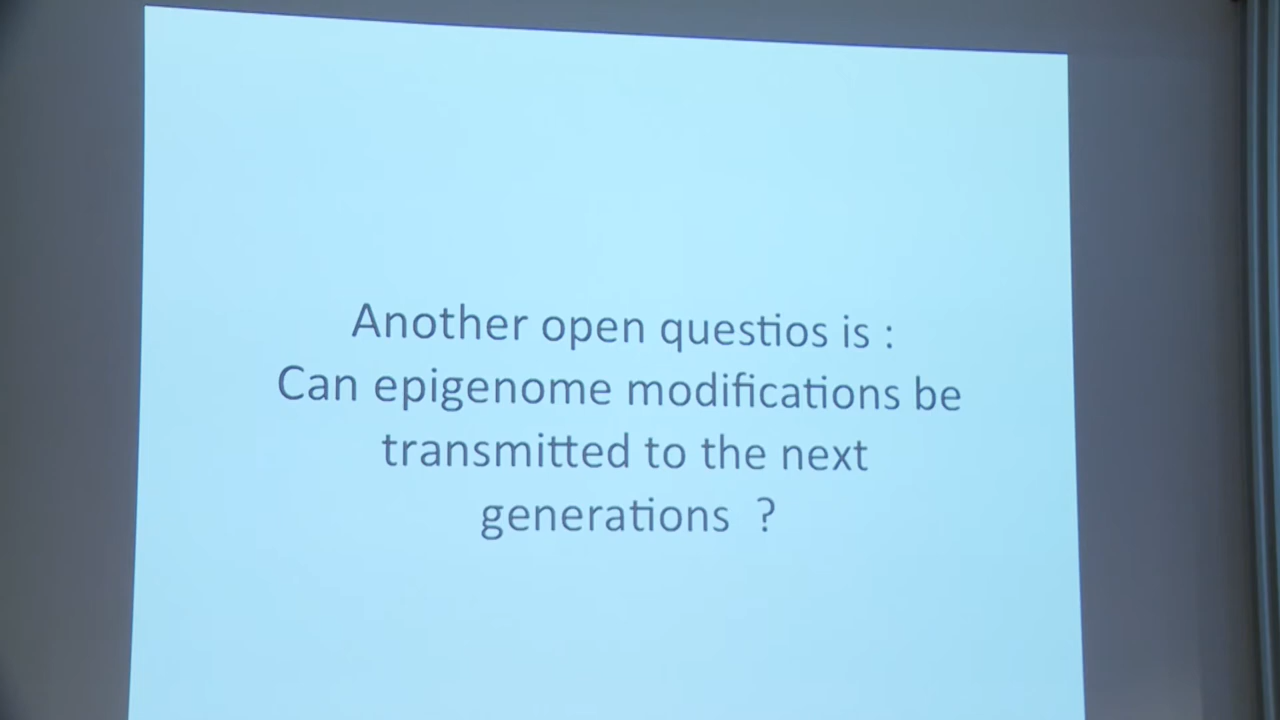 Another open questios is :
Can epigenome modifications be
transmitted to the next
generations ?